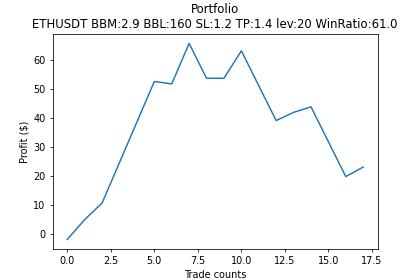 Portfolio
ETHUSDT BBM:2.9 BBL:160 SL:1.2 TP:1.4 lev:20 WinRatio:61.0
60
50
40
30
20
10
0
Profit ($)
0.0 2.5 5.0 7.5 10.0 12.5 15.0 17.5
Trade counts